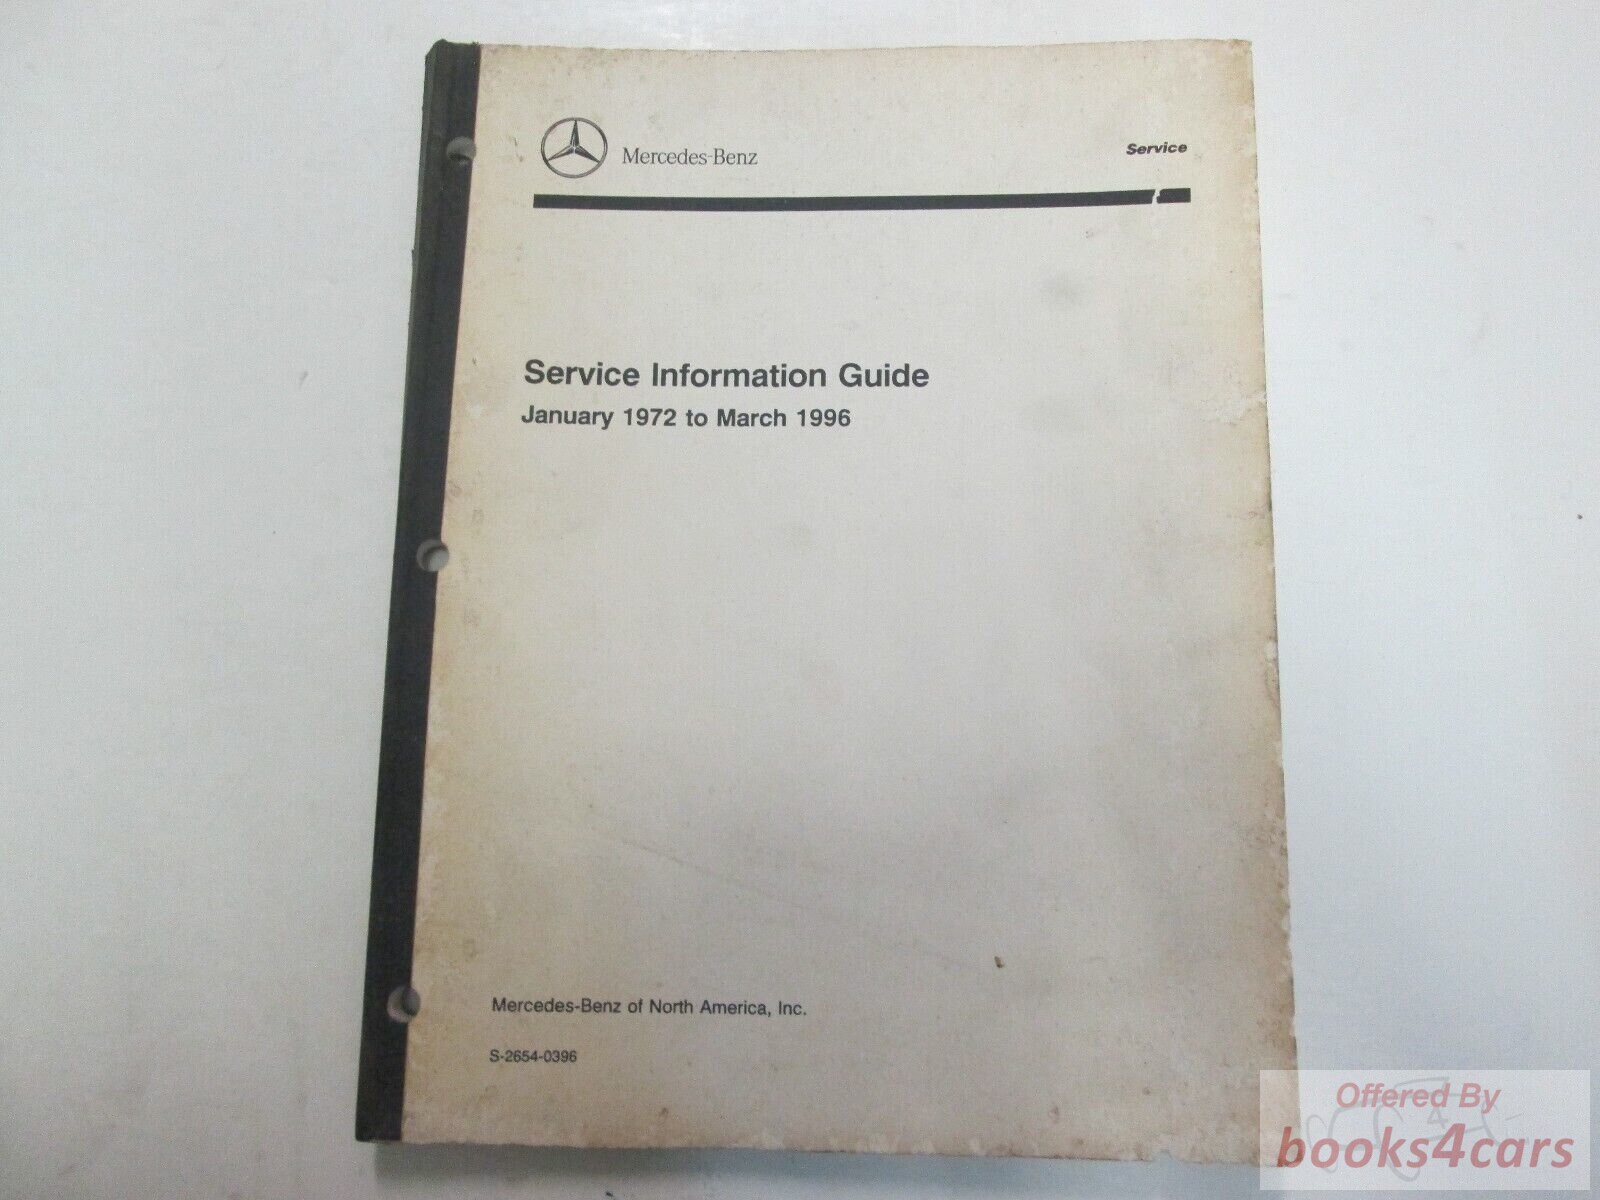 Mercedes-Benz
Service
Service Information Guide
January 1972 to March 1996
Mercedes-Benz of North America, Inc.
S-2654-0396
Offered By
books4cars